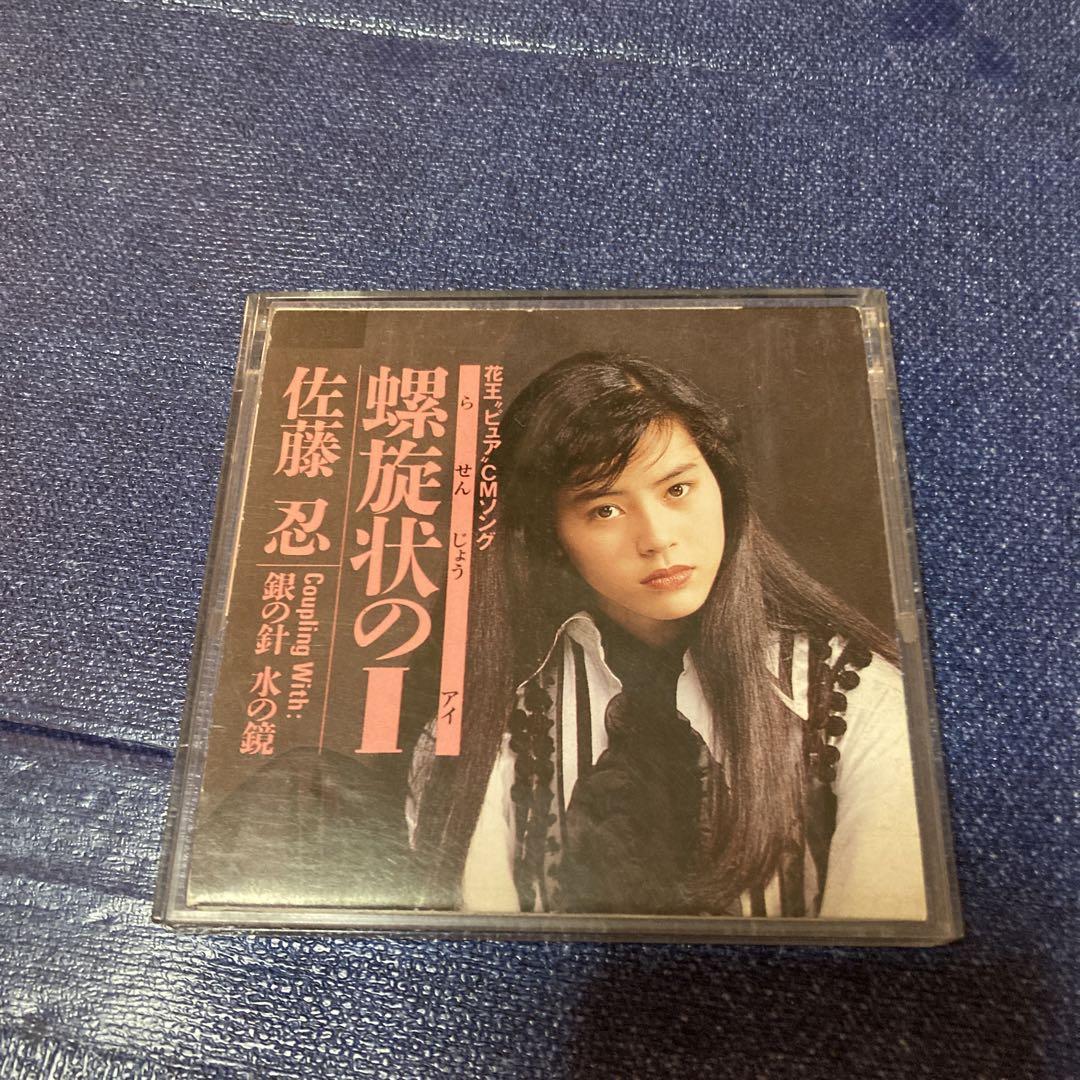 花王"ピュア"CMソング
らせんじょう アイ
螺旋状のI
佐藤 忍
Coupling With:
銀の針 水の鏡